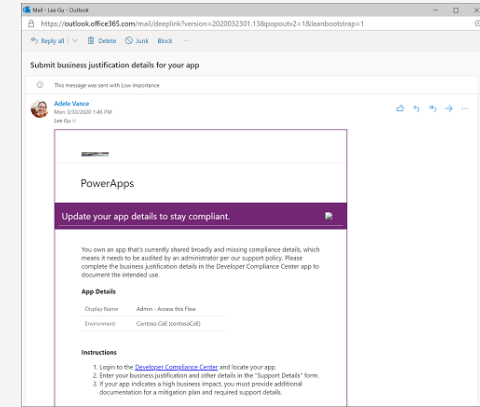 Mail - Lee Gu - Outlook
https://outlook.office365.com/mail/deeplink?version=2020032301.13&popoutv2=1&leanbootstrap=1
Reply all
Delete
Junk
Block
Submit business justification details for your app
This message was sent with Low importance
Adele Vance
Mon 3/30/2020 1:46 PM
Lee Gu
PowerApps
Update your app details to stay compliant.
You own an app that's currently shared broadly and missing compliance details, which
means it needs to be audited by an administrator per our support policy. Please
complete the business justification details in the Developer Compliance Center app to
document the intended use.
App Details
Display Name Admin - Access this Flow
Environment Contoso CoE (contosoCoE)
Instructions
1. Login to the Developer Compliance Center and locate your app.
2. Enter your business justification and other details in the "Support Details" form.
3. If your app indicates a high business impact, you must provide additional
documentation for a mitigation plan and required support details.